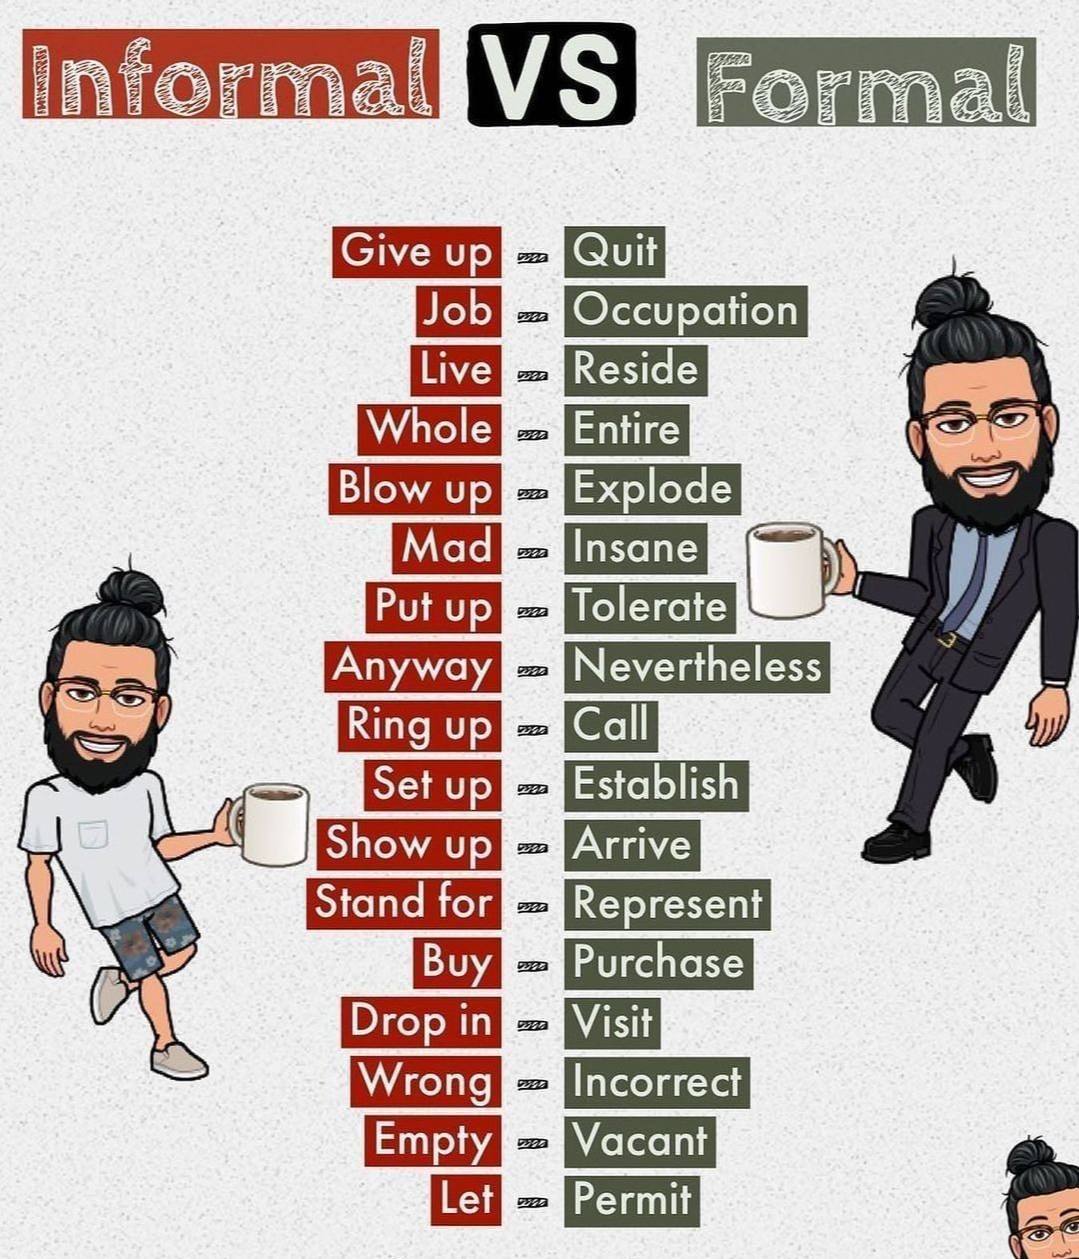 Informal VS Formal
Give up = Quit
Job = Occupation
Live = Reside
Whole = Entire
Blow up = Explode
Mad = Insane
Put up = Tolerate
Anyway = Nevertheless
Ring up = Call
Set up = Establish
Show up = Arrive
Stand for = Represent
Buy = Purchase
Drop in = Visit
Wrong = Incorrect
Empty = Vacant
Let = Permit